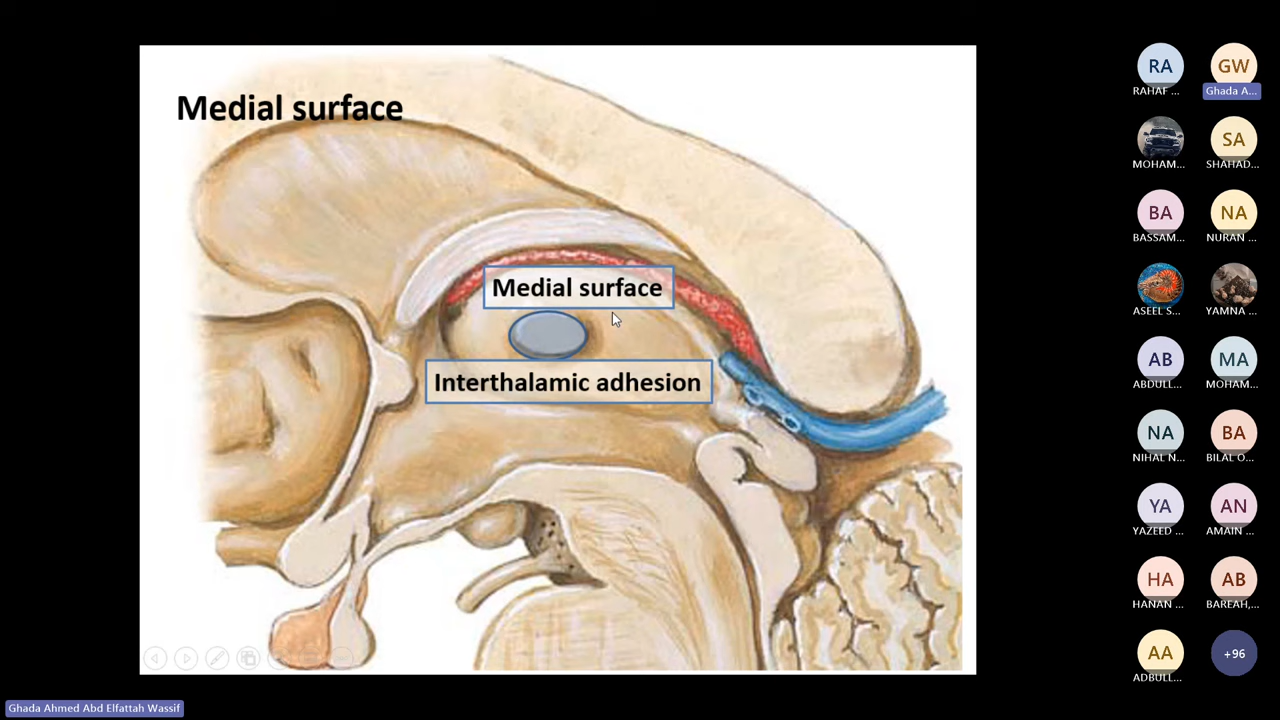 Medial surface
Medial surface
Interthalamic adhesion
RA
GW
RAHAF ...
Ghada A...
SA
MOHAM...
SHAHAD...
BA
NA
BASSAM...
NURAN ...
ASEEL S...
YAMNA ...
AB
MA
ABDULL...
MOHAM...
NA
BA
NIHAL N...
BILAL O...
YA
AN
YAZEED ...
AMAIN ...
HA
AB
HANAN ...
BAREAH,...
AA
+96
ADBULL...
Ghada Ahmed Abd Elfattah Wassif